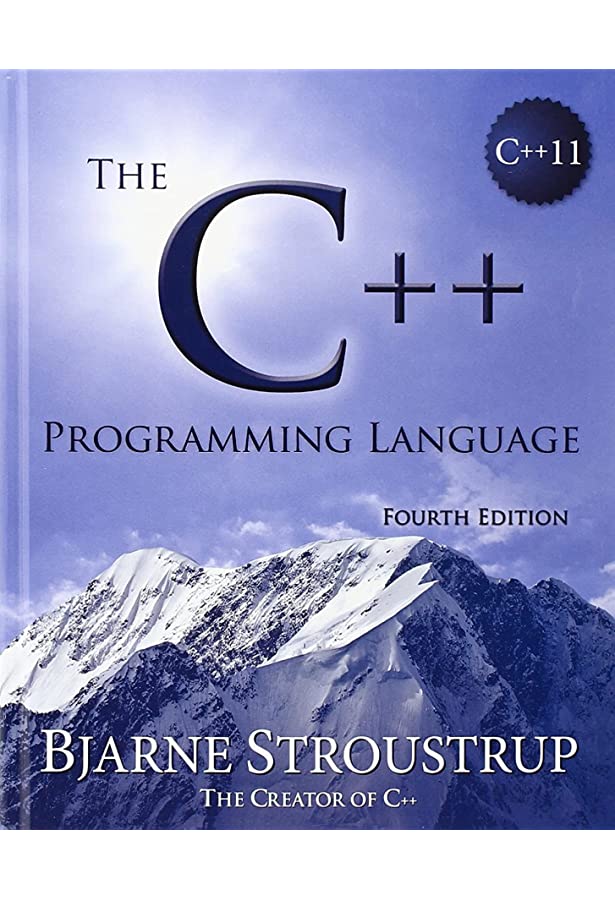 C++11
THE
C++
PROGRAMMING LANGUAGE
FOURTH EDITION
BJARNE STROUSTRUP
THE CREATOR OF C++